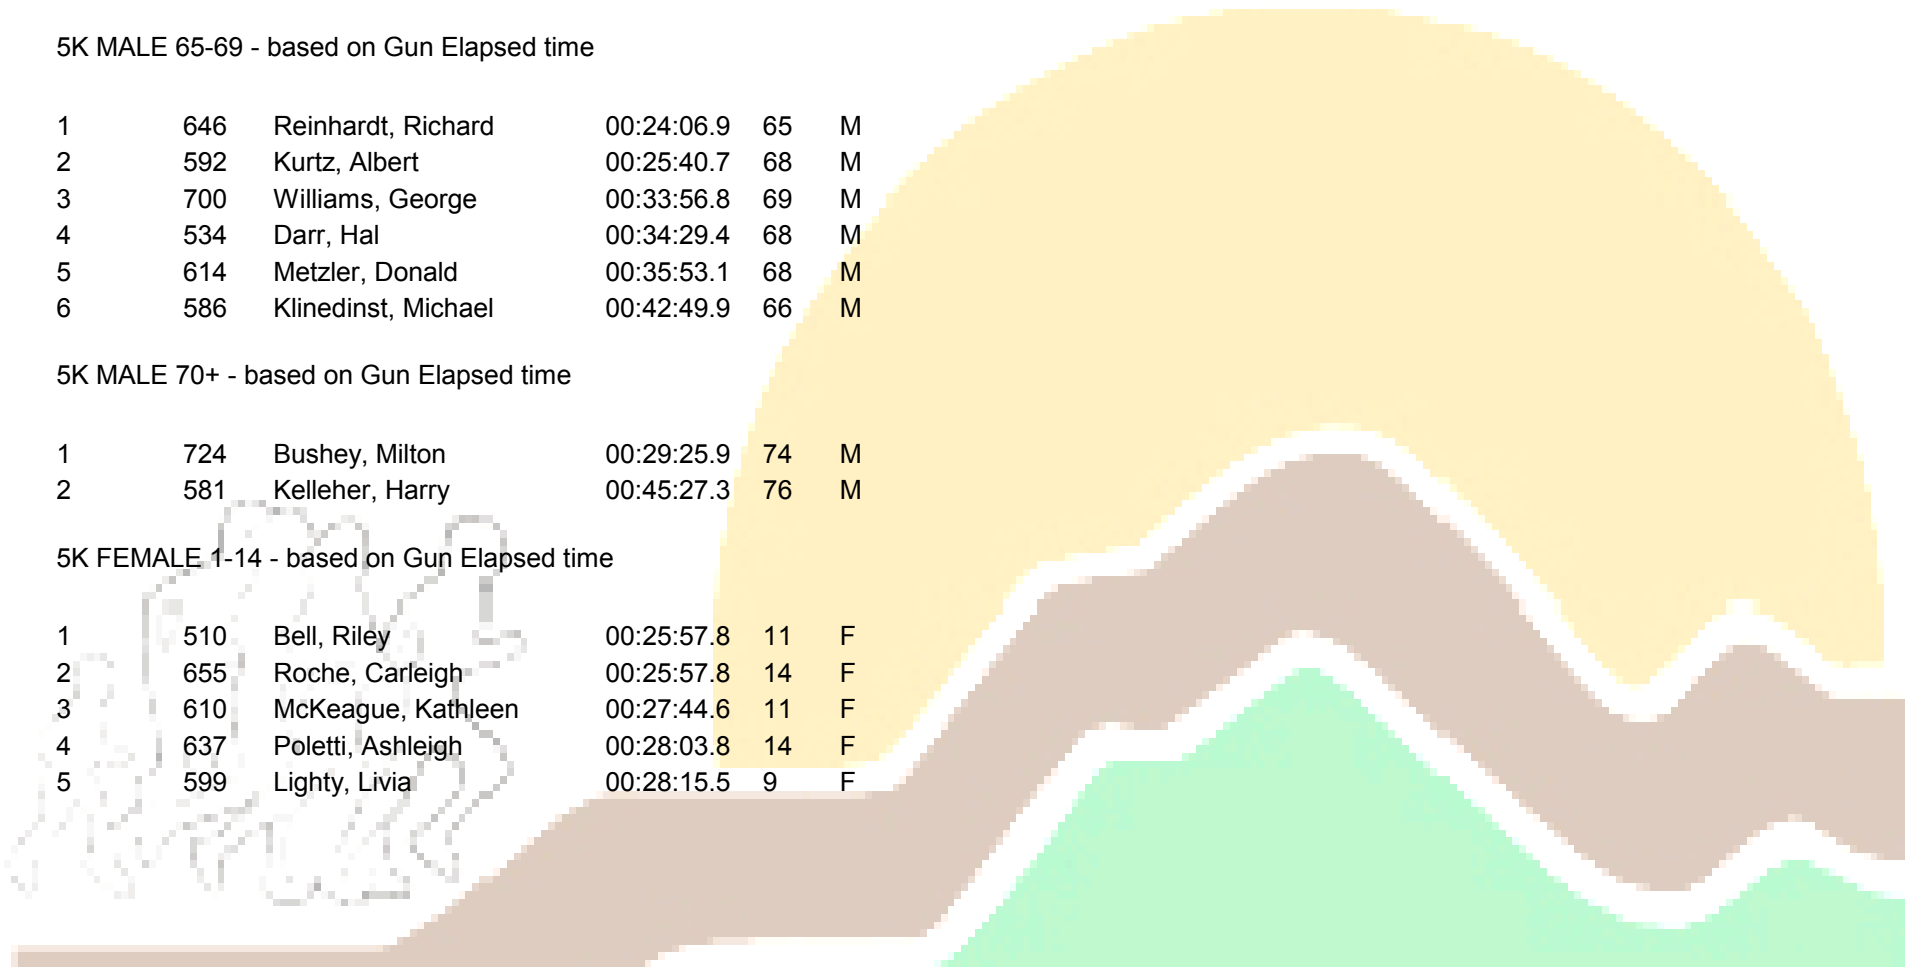 5K MALE 65-69 - based on Gun Elapsed time
1 646 Reinhardt, Richard 00:24:06.9 65 M
2 592 Kurtz, Albert 00:25:40.7 68 M
3 700 Williams, George 00:33:56.8 69 M
4 534 Darr, Hal 00:34:29.4 68 M
5 614 Metzler, Donald 00:35:53.1 68 M
6 586 Klinedinst, Michael 00:42:49.9 66 M
5K MALE 70+ - based on Gun Elapsed time
1 724 Bushey, Milton 00:29:25.9 74 M
2 581 Kelleher, Harry 00:45:27.3 76 M
5K FEMALE 1-14 - based on Gun Elapsed time
1 510 Bell, Riley 00:25:57.8 11 F
2 655 Roche, Carleigh 00:25:57.8 14 F
3 610 McKeague, Kathleen 00:27:44.6 11 F
4 637 Poletti, Ashleigh 00:28:03.8 14 F
5 599 Lighty, Livia 00:28:15.5 9 F